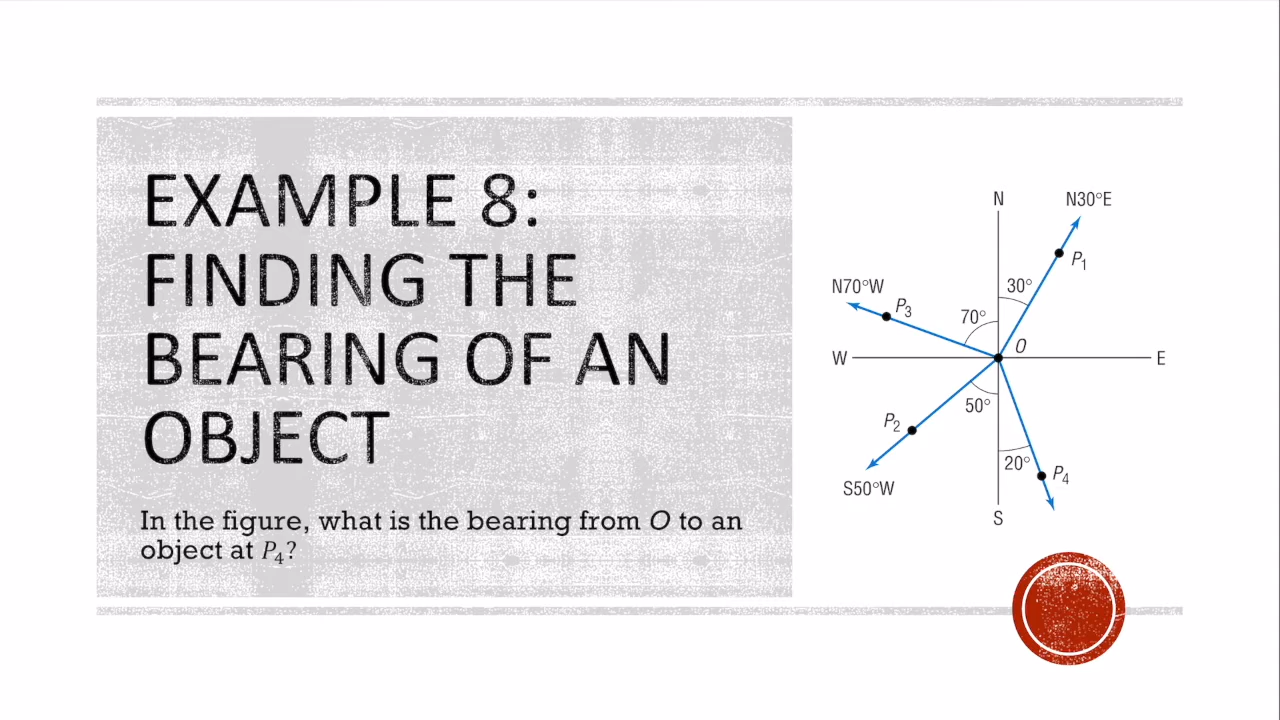 EXAMPLE 8:
FINDING THE
BEARING OF AN
OBJECT
In the figure, what is the bearing from O to an
object at P₄?
N
N30°E
P₁
30°
N70°W
P₃
70°
O
W
E
50°
P₂
20°
P₄
S50°W
S